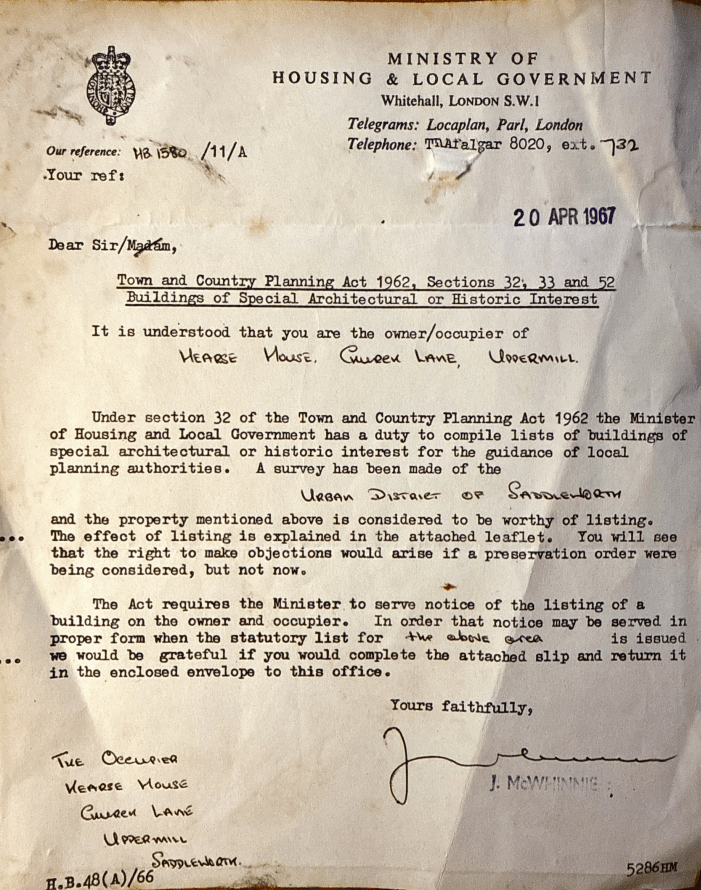 MINISTRY OF
HOUSING & LOCAL GOVERNMENT
Whitehall, LONDON S.W.1
Telegrams: Locaplan, Parl, London
Telephone: Trafalgar 8020, ext. 732
Our reference: HB 1580 /11/A
Your ref:
20 APR 1967
Dear Sir/Madam,
Town and Country Planning Act 1962, Sections 32, 33 and 52
Buildings of Special Architectural or Historic Interest
It is understood that you are the owner/occupier of
HEARSE HOUSE, CHURCH LANE, UPPERMILL.
Under section 32 of the Town and Country Planning Act 1962 the Minister
of Housing and Local Government has a duty to compile lists of buildings of
special architectural or historic interest for the guidance of local
planning authorities. A survey has been made of the
URBAN DISTRICT OF SADDLEWORTH
and the property mentioned above is considered to be worthy of listing.
... The effect of listing is explained in the attached leaflet. You will see
that the right to make objections would arise if a preservation order were
being considered, but not now.
The Act requires the Minister to serve notice of the listing of a
building on the owner and occupier. In order that notice may be served in
proper form when the statutory list for the above area is issued
... we would be grateful if you would complete the attached slip and return it
in the enclosed envelope to this office.
Yours faithfully,
J. McWHINNIE
THE OCCUPIER
HEARSE HOUSE
CHURCH LANE
UPPERMILL
SADDLEWORTH.
H.B.48(A)/66
5286HM